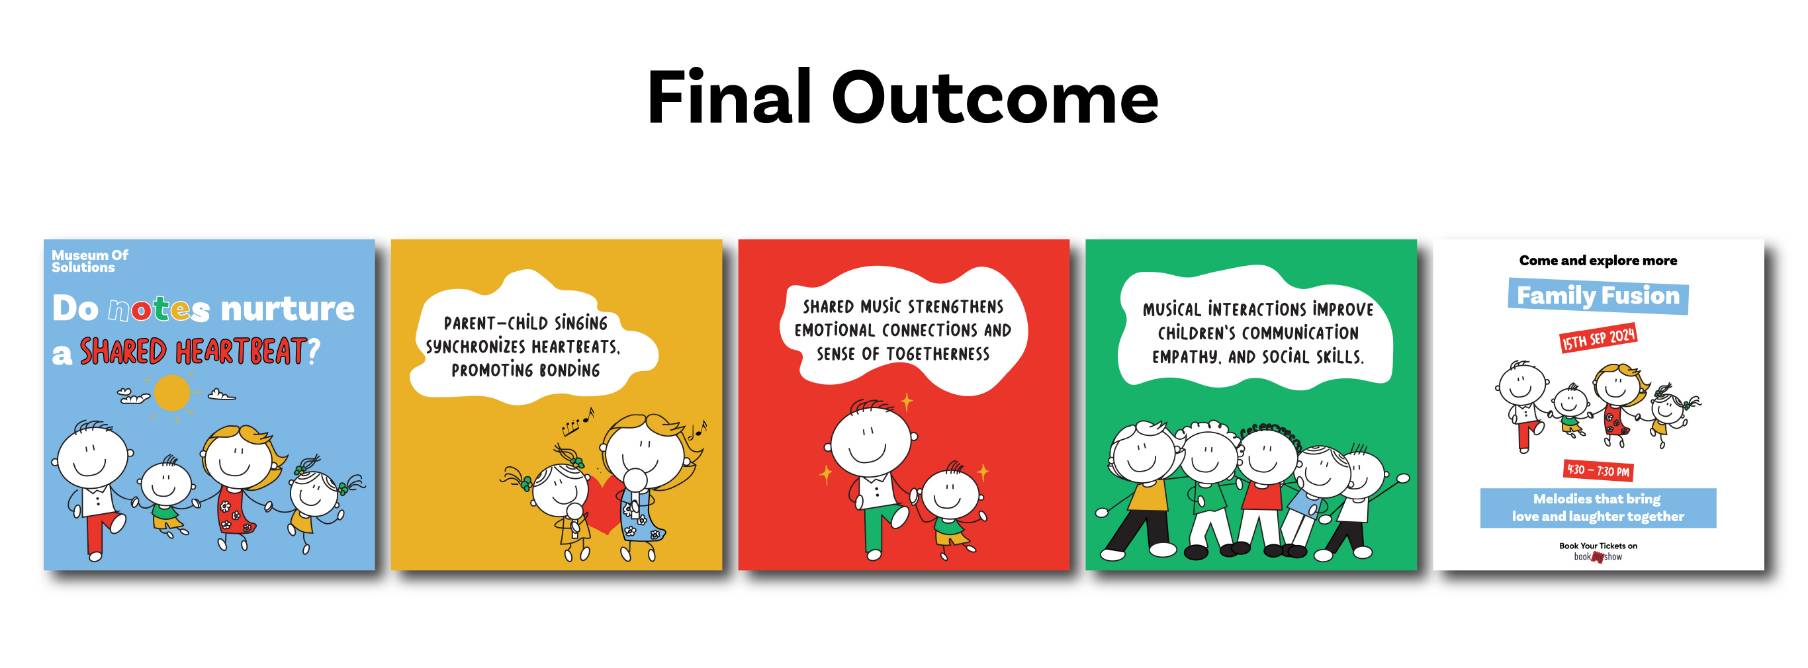 Final Outcome
Museum Of
Solutions
Do notes nurture
a SHARED HEARTBEAT?
PARENT-CHILD SINGING
SYNCHRONIZES HEARTBEATS,
PROMOTING BONDING
SHARED MUSIC STRENGTHENS
EMOTIONAL CONNECTIONS AND
SENSE OF TOGETHERNESS
MUSICAL INTERACTIONS IMPROVE
CHILDREN'S COMMUNICATION
EMPATHY, AND SOCIAL SKILLS.
Come and explore more
Family Fusion
15TH SEP 2024
4:30 – 7:30 PM
Melodies that bring
love and laughter together
Book Your Tickets on
book my show